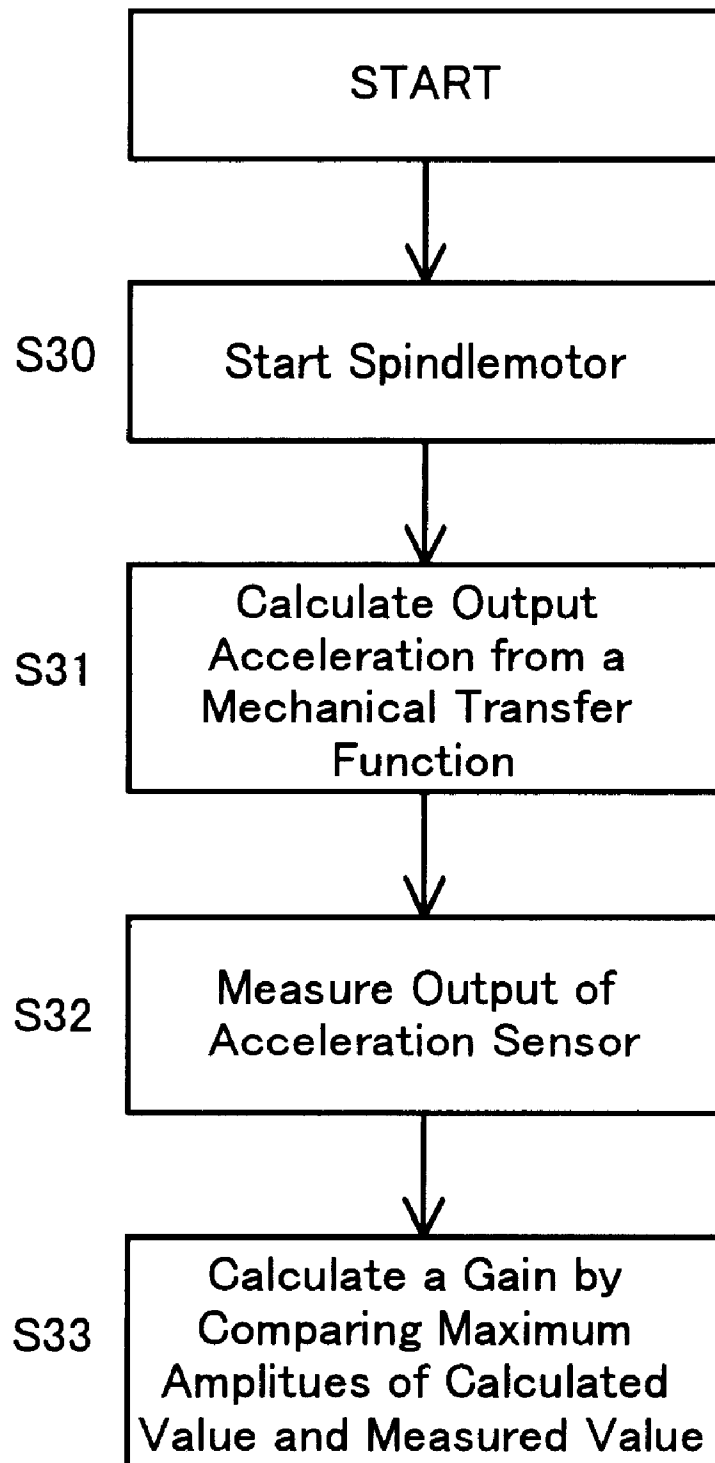 START
S30
Start Spindlemotor
S31
Calculate Output
Acceleration from a
Mechanical Transfer
Function
S32
Measure Output of
Acceleration Sensor
S33
Calculate a Gain by
Comparing Maximum
Amplitues of Calculated
Value and Measured Value